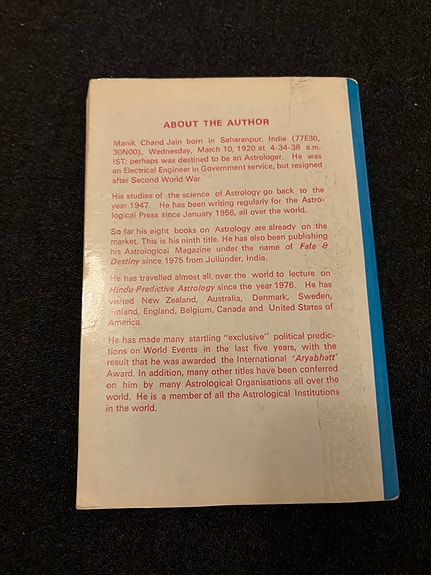 ABOUT THE AUTHOR
Manik Chand Jain born in Saharanpur, India (77E30,
30N00), Wednesday, March 10, 1920 at 4-34-38 a.m.
IST; perhaps was destined to be an Astrologer. He was
an Electrical Engineer in Government service, but resigned
after Second World War.
His studies of the science of Astrology go back to the
year 1947. He has been writing regularly for the Astro-
logical Press since January 1956, all over the world.
So far his eight books on Astrology are already on the
market. This is his ninth title. He has also been publishing
his Astrological Magazine under the name of Fate &
Destiny since 1975 from Jullunder, India.
He has travelled almost all, over the world to lecture on
Hindu Predictive Astrology since the year 1976. He has
visited New Zealand, Australia, Denmark, Sweden,
Finland, England, Belgium, Canada and United States of
America.
He has made many startling "exclusive" political predic-
tions on World Events in the last five years, with the
result that he was awarded the International 'Aryabhatt'
Award. In addition, many other titles have been conferred
on him by many Astrological Organisations all over the
world. He is a member of all the Astrological Institutions
in the world.